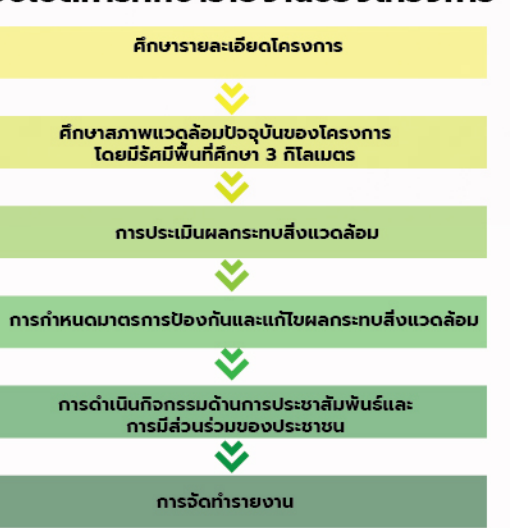 ศึกษารายละเอียดโครงการ
ศึกษาสภาพแวดล้อมปัจจุบันของโครงการ
โดยมีรัศมีพื้นที่ศึกษา 3 กิโลเมตร
การประเมินผลกระทบสิ่งแวดล้อม
การกำหนดมาตรการป้องกันและแก้ไขผลกระทบสิ่งแวดล้อม
การดำเนินกิจกรรมด้านการประชาสัมพันธ์และ
การมีส่วนร่วมของประชาชน
การจัดทำรายงาน